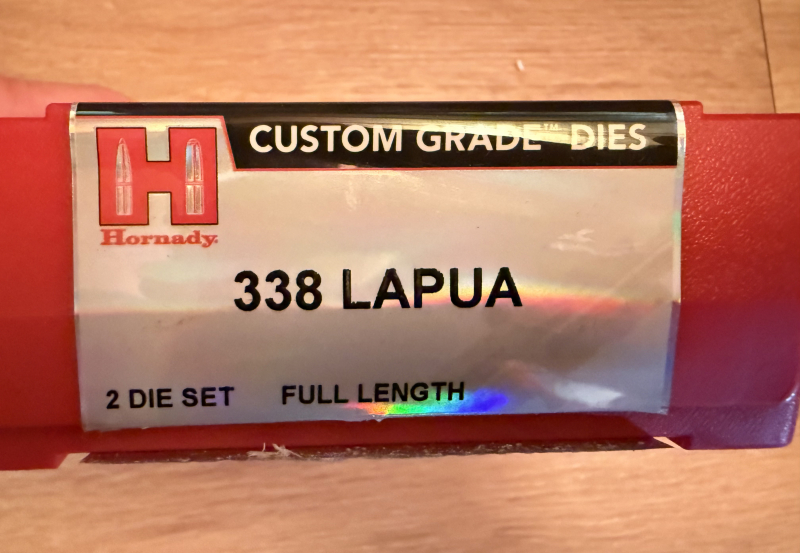 CUSTOM GRADE™ DIES
H
Hornady
338 LAPUA
2 DIE SET FULL LENGTH